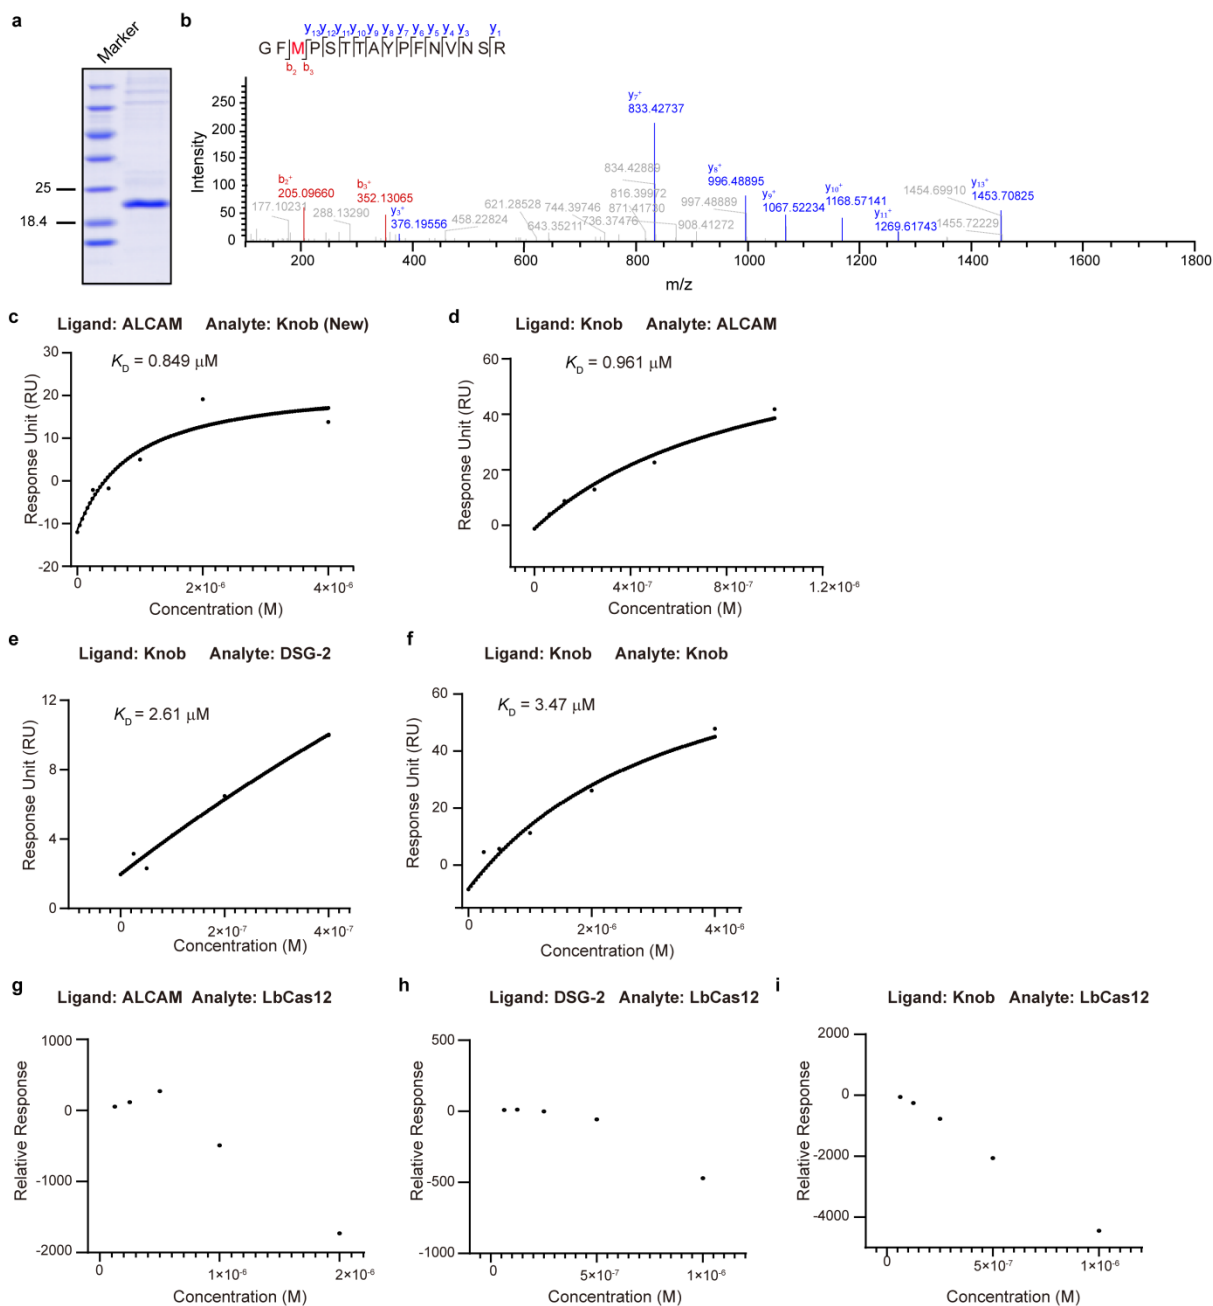 a
Marker
25
18.4
b
y13 y12 y11 y10 y9 y8 y7 y6 y5 y4 y3 y1
G F M P S T T A Y P F N V N S R
b2 b3
Intensity
250
200
150
100
50
0
y7+
833.42737
834.42889
y8+
996.48895
816.39972
997.48889
y9+
1067.52234
y10+
1168.57141
1454.69910
y13+
1453.70825
b2+
205.09660
b3+
352.13065
177.10231
288.13290
y3+
376.19556
458.22824
621.28528
643.35211
744.39746
736.37476
871.41730
908.41272
y11+
1269.61743
1455.72229
200 400 600 800 1000 1200 1400 1600 1800
m/z
c
Ligand: ALCAM Analyte: Knob (New)
KD = 0.849 μM
Response Unit (RU)
30
20
10
0
-10
-20
0 2×10-6 4×10-6
Concentration (M)
d
Ligand: Knob Analyte: ALCAM
KD = 0.961 μM
Response Unit (RU)
60
40
20
0
0 4×10-7 8×10-7 1.2×10-6
Concentration (M)
e
Ligand: Knob Analyte: DSG-2
KD = 2.61 μM
Response Unit (RU)
12
8
4
0
0 2×10-7 4×10-7
Concentration (M)
f
Ligand: Knob Analyte: Knob
KD = 3.47 μM
Response Unit (RU)
60
40
20
0
0 2×10-6 4×10-6
Concentration (M)
g
Ligand: ALCAM Analyte: LbCas12
Relative Response
1000
0
-1000
-2000
0 1×10-6 2×10-6
Concentration (M)
h
Ligand: DSG-2 Analyte: LbCas12
Relative Response
500
0
-500
-1000
0 5×10-7 1×10-6
Concentration (M)
i
Ligand: Knob Analyte: LbCas12
Relative Response
2000
0
-2000
-4000
0 5×10-7 1×10-6
Concentration (M)